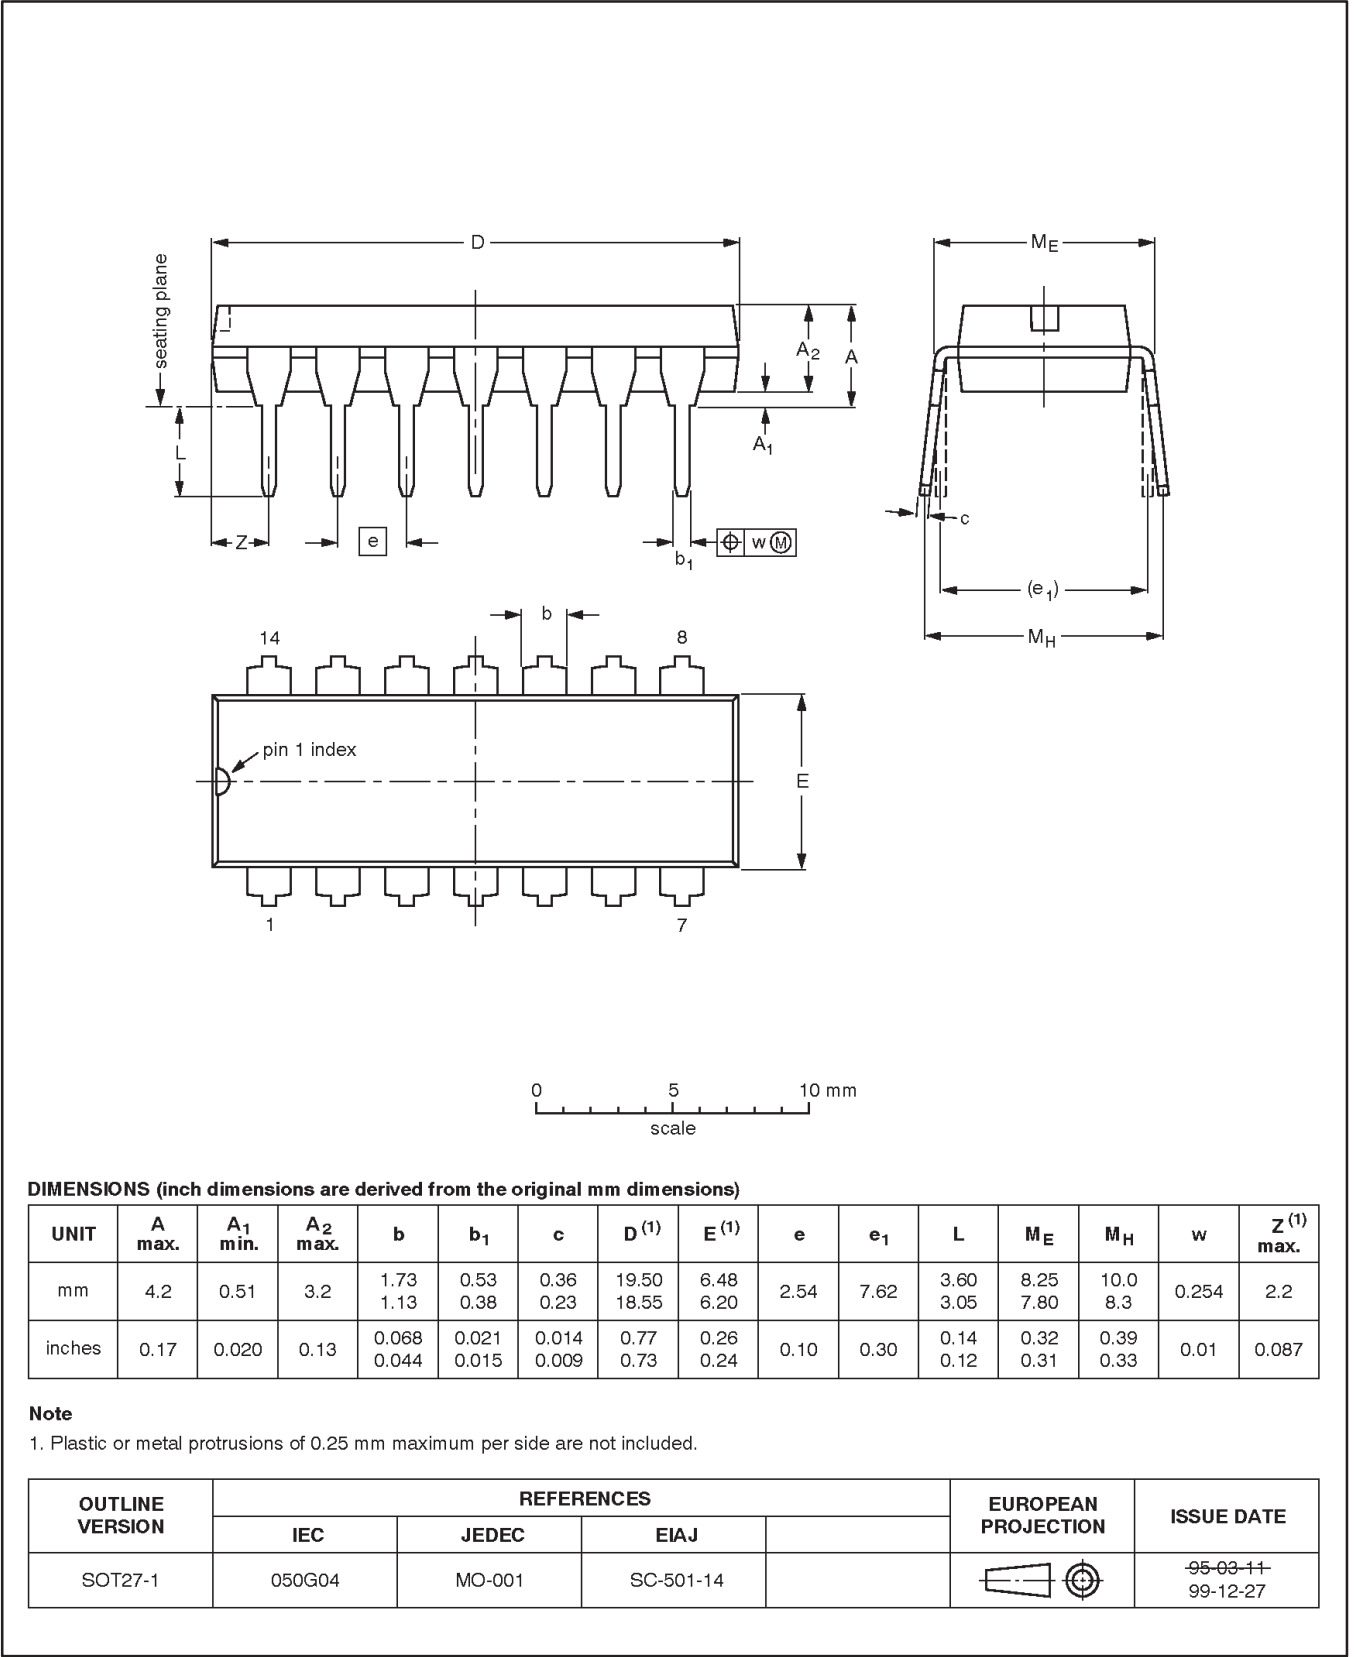 D
M E
seating plane
A 2
A
A 1
L
Z
e
b 1
w M
c
(e 1)
M H
b
14
8
pin 1 index
E
1
7
0 5 10 mm
scale
DIMENSIONS (inch dimensions are derived from the original mm dimensions)
UNIT A max. A1 min. A2 max. b b1 c D (1) E (1) e e1 L ME MH w Z (1) max.
mm 4.2 0.51 3.2 1.73 1.13 0.53 0.38 0.36 0.23 19.50 18.55 6.48 6.20 2.54 7.62 3.60 3.05 8.25 7.80 10.0 8.3 0.254 2.2
inches 0.17 0.020 0.13 0.068 0.044 0.021 0.015 0.014 0.009 0.77 0.73 0.26 0.24 0.10 0.30 0.14 0.12 0.32 0.31 0.39 0.33 0.01 0.087
Note
1. Plastic or metal protrusions of 0.25 mm maximum per side are not included.
OUTLINE VERSION REFERENCES EUROPEAN PROJECTION ISSUE DATE
IEC JEDEC EIAJ
SOT27-1 050G04 MO-001 SC-501-14 95-03-11
99-12-27